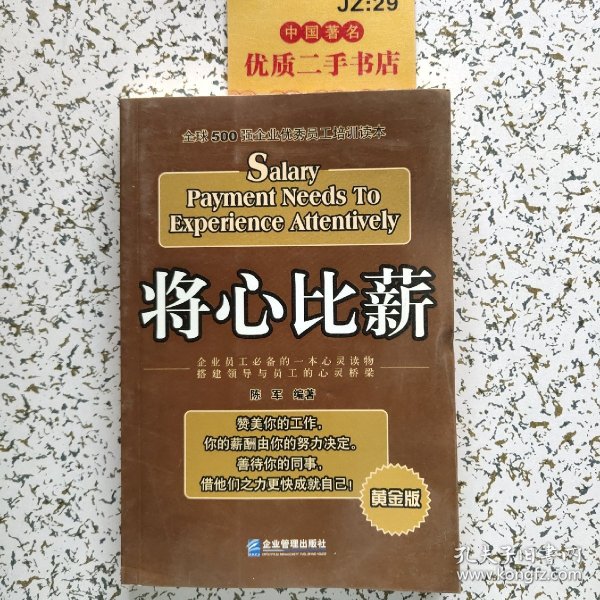 JZ:29
中国著名
优质二手书店
全球500强企业优秀员工培训读本
Salary
Payment Needs To
Experience Attentively
将心比薪
企业员工必备的一本心灵读物
搭建领导与员工的心灵桥梁
陈 军 编著
赞美你的工作，
你的薪酬由你的努力决定。
善待你的同事，
借他们之力更快成就自己！
黄金版
企业管理出版社
孔夫子旧书网
www.kongfz.com